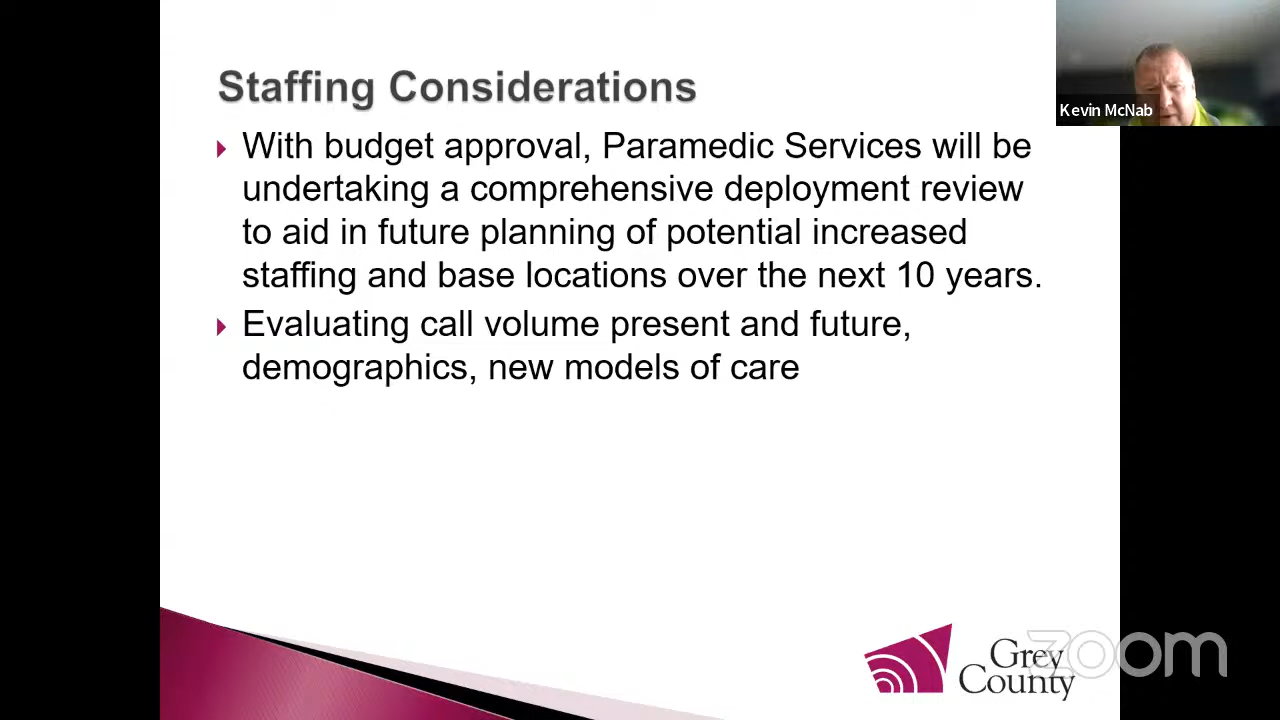 Staffing Considerations
With budget approval, Paramedic Services will be
undertaking a comprehensive deployment review
to aid in future planning of potential increased
staffing and base locations over the next 10 years.
Evaluating call volume present and future,
demographics, new models of care
Kevin McNab
Grey
County
zoom